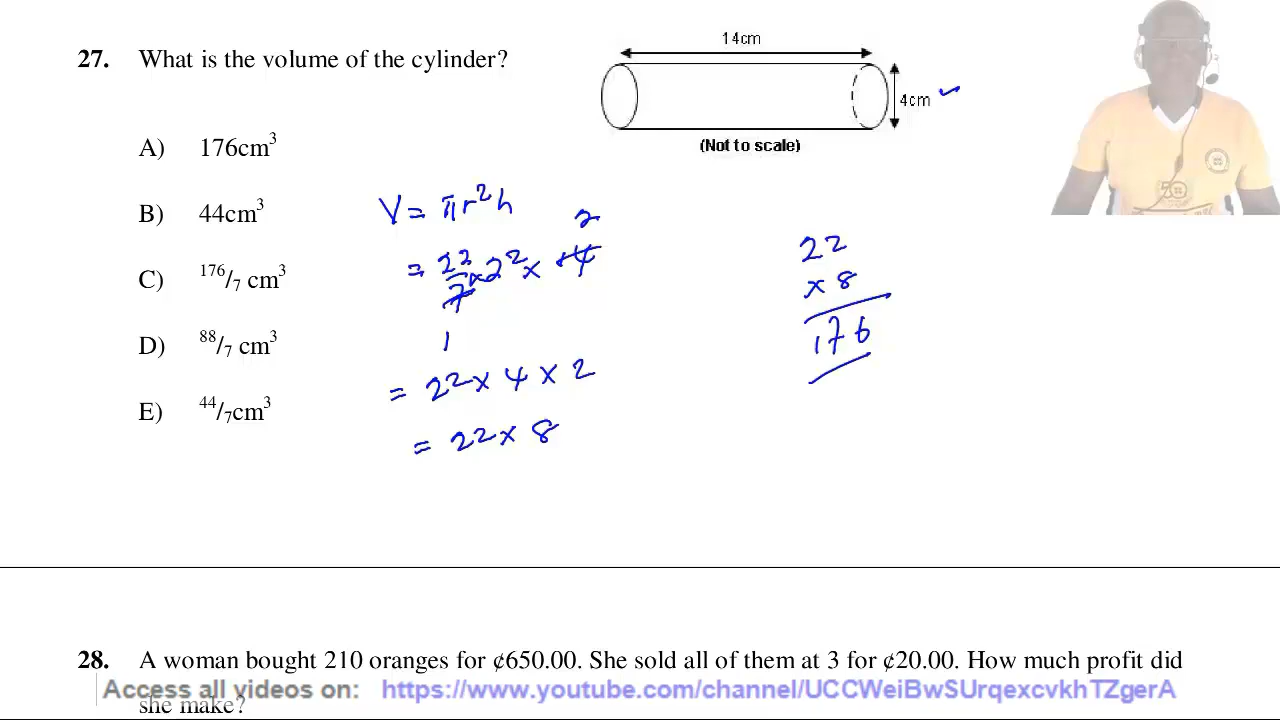 14cm
27. What is the volume of the cylinder?
4cm
(Not to scale)
A) 176cm³
B) 44cm³
C) ¹⁷⁶/₇ cm³
D) ⁸⁸/₇ cm³
E) ⁴⁴/₇cm³
V = πr²h
2
= 22/7 × 2² × 14
1
= 22 × 4 × 2
= 22 × 8
22
× 8
176
28. A woman bought 210 oranges for ¢650.00. She sold all of them at 3 for ¢20.00. How much profit did
she make?
Access all videos on: https://www.youtube.com/channel/UCCWeiBwSUrqexcvkhTZgerA